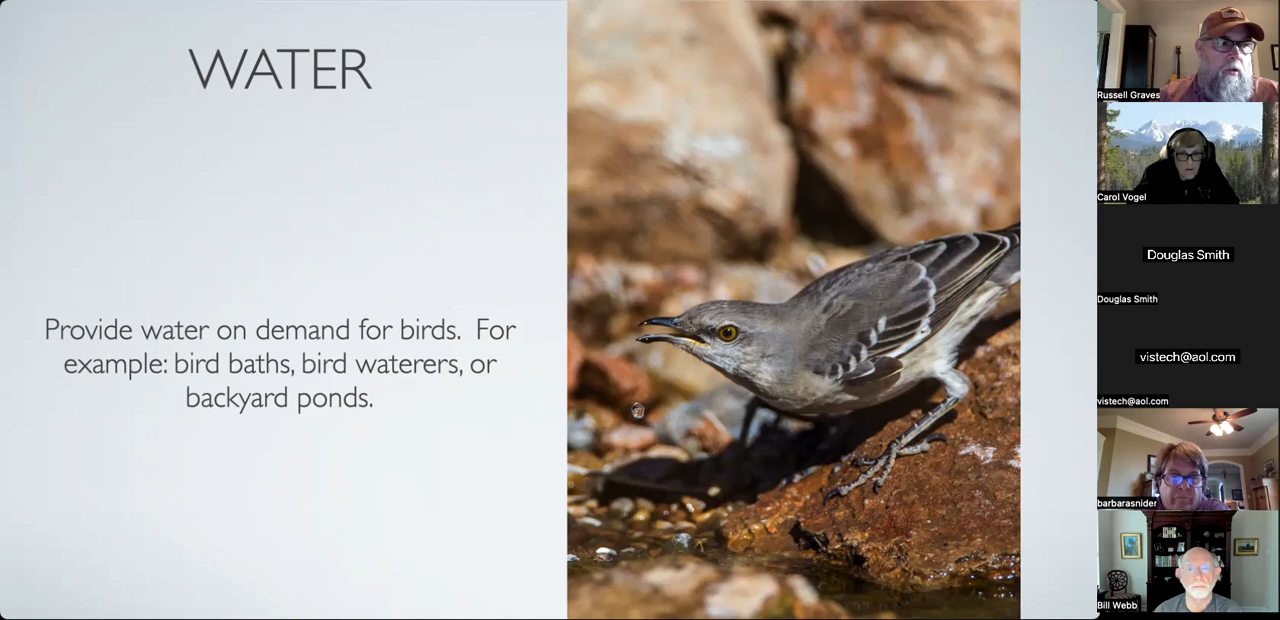 WATER
Provide water on demand for birds.  For
example: bird baths, bird waterers, or
backyard ponds.
Russell Graves
Carol Vogel
Douglas Smith
Douglas Smith
vistech@aol.com
vistech@aol.com
barbarasnider
Bill Webb